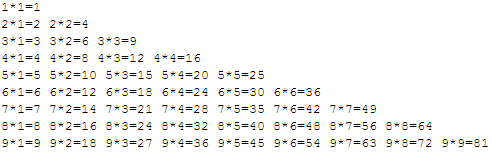 1*1=1
2*1=2 2*2=4
3*1=3 3*2=6 3*3=9
4*1=4 4*2=8 4*3=12 4*4=16
5*1=5 5*2=10 5*3=15 5*4=20 5*5=25
6*1=6 6*2=12 6*3=18 6*4=24 6*5=30 6*6=36
7*1=7 7*2=14 7*3=21 7*4=28 7*5=35 7*6=42 7*7=49
8*1=8 8*2=16 8*3=24 8*4=32 8*5=40 8*6=48 8*7=56 8*8=64
9*1=9 9*2=18 9*3=27 9*4=36 9*5=45 9*6=54 9*7=63 9*8=72 9*9=81